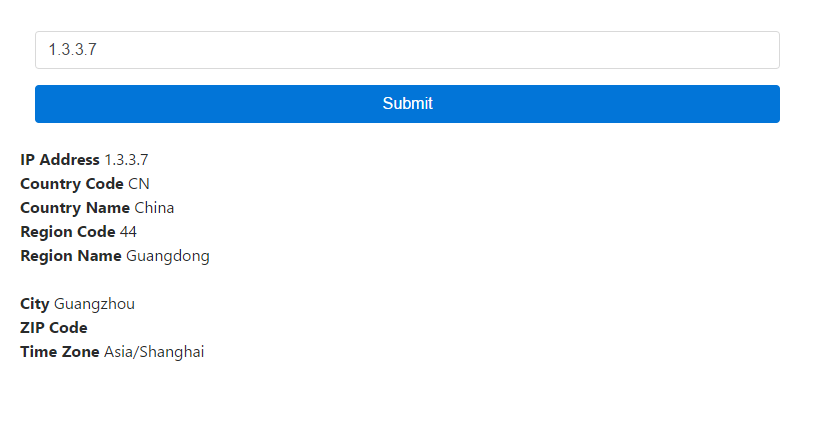 1.3.3.7
Submit
IP Address 1.3.3.7
Country Code CN
Country Name China
Region Code 44
Region Name Guangdong
City Guangzhou
ZIP Code
Time Zone Asia/Shanghai